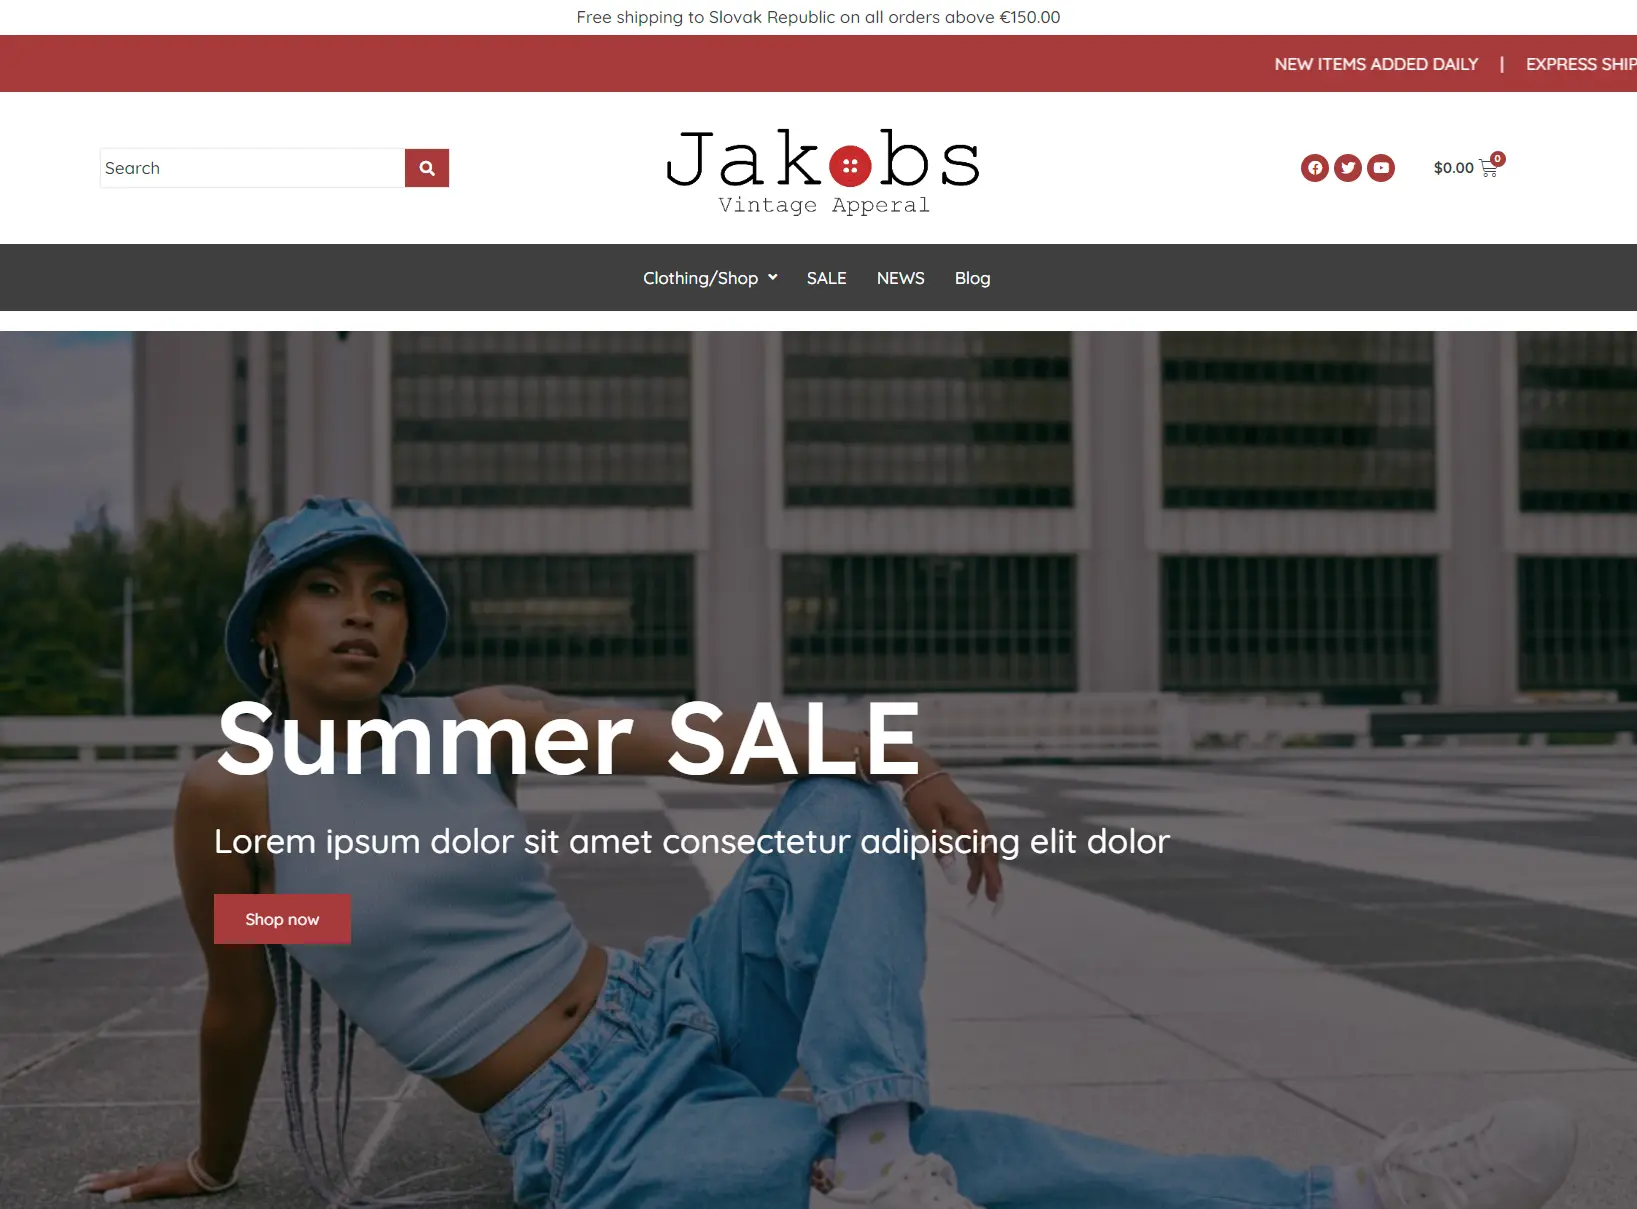 Free shipping to Slovak Republic on all orders above €150.00
NEW ITEMS ADDED DAILY | EXPRESS SHIP
Search
Jakobs
Vintage Apperal
$0.00 0
Clothing/Shop SALE NEWS Blog
Summer SALE
Lorem ipsum dolor sit amet consectetur adipiscing elit dolor
Shop now